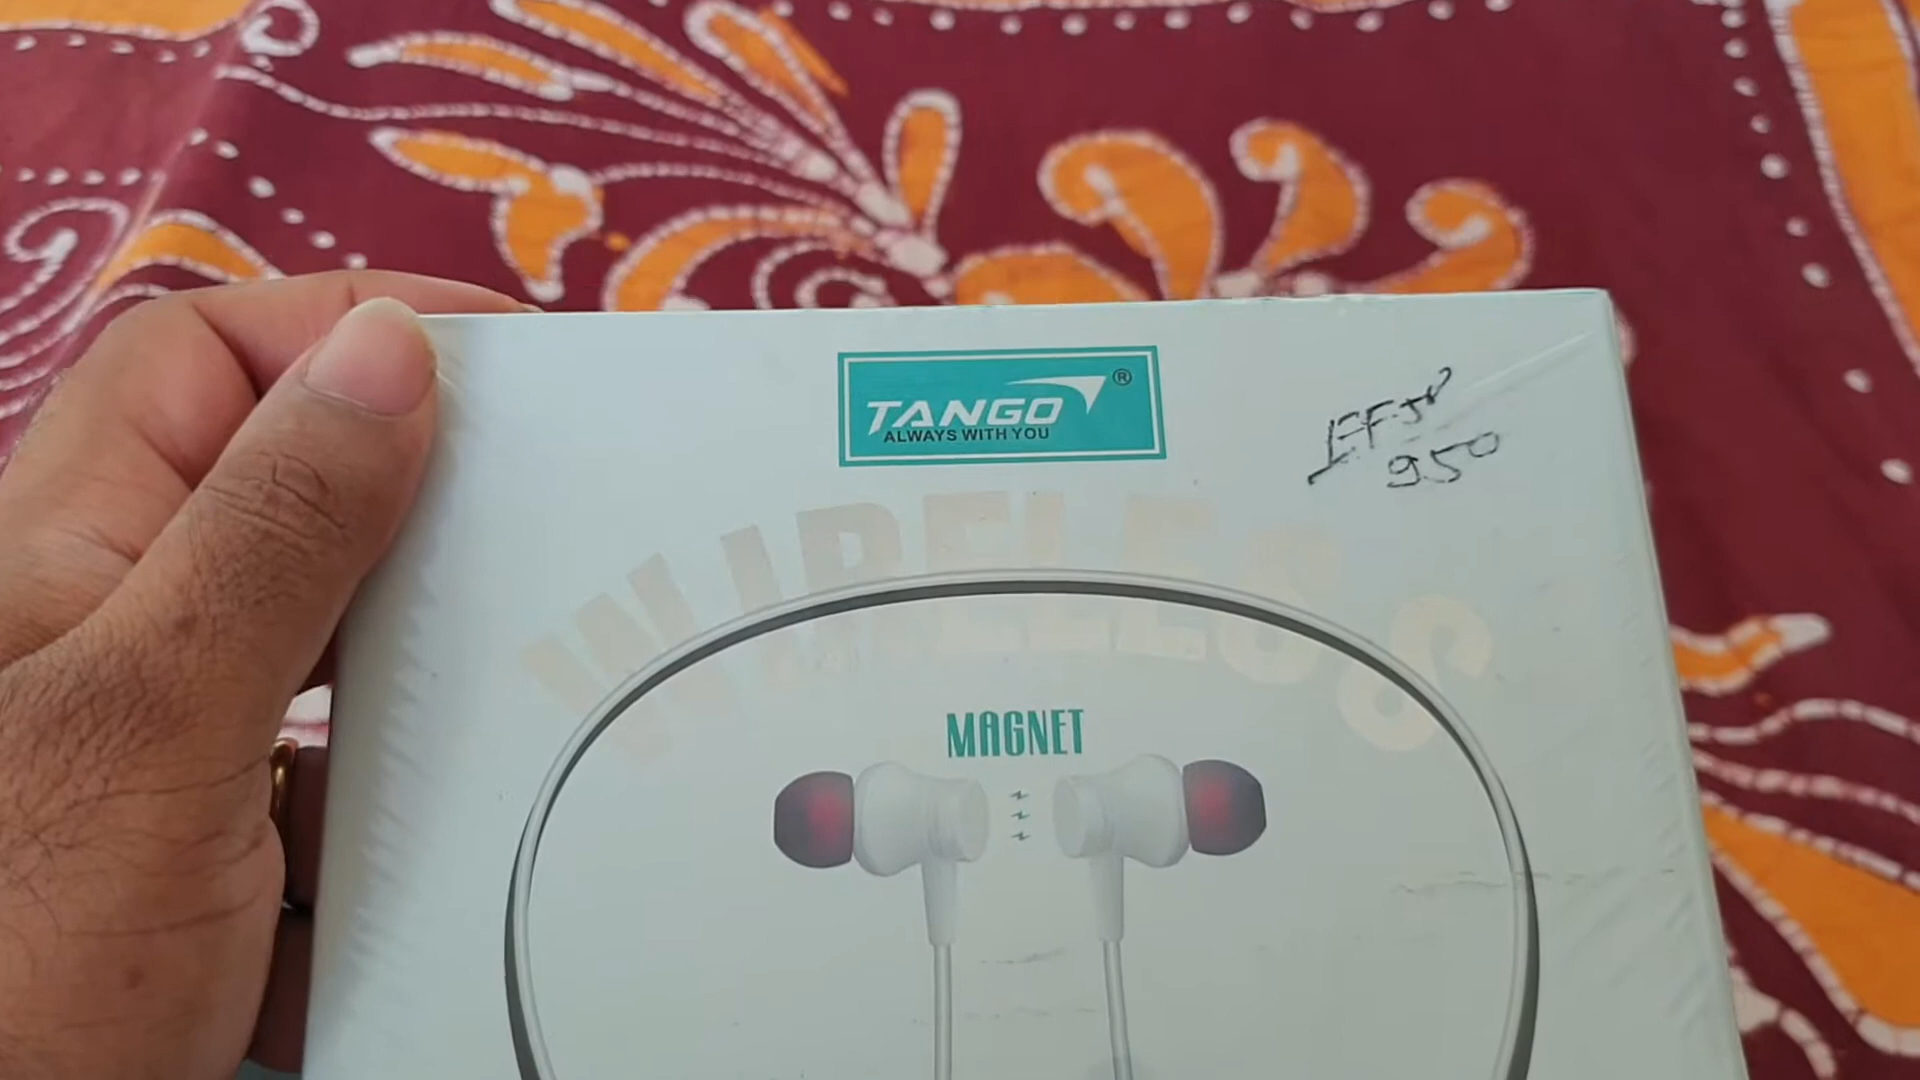 TANGO ®
ALWAYS WITH YOU
950
WIRELESS
MAGNET